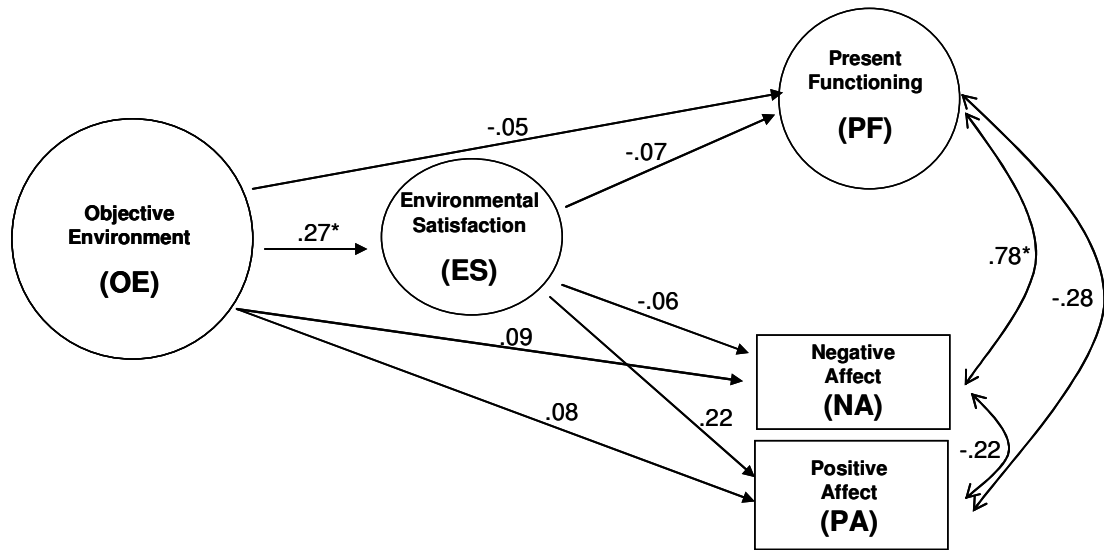 Present
Functioning
(PF)
-.05
-.07
Objective
Environment
(OE)
.27*
Environmental
Satisfaction
(ES)
.78*
-.28
-.06
.09
Negative
Affect
(NA)
.08
.22
-.22
Positive
Affect
(PA)